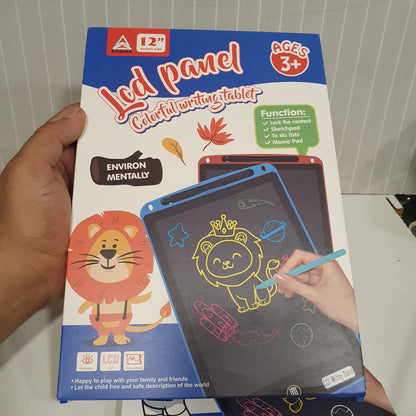 12"
AGES
3+
Lcd panel
Colorful writing tablet
Function:
✓ Lock the content
✓ Sketchpad
✓ To do lists
✓ Memo Pad
ENVIRON
MENTALLY
LCD
• Happy to play with your family and friends
• Let the child free and safe description of the world